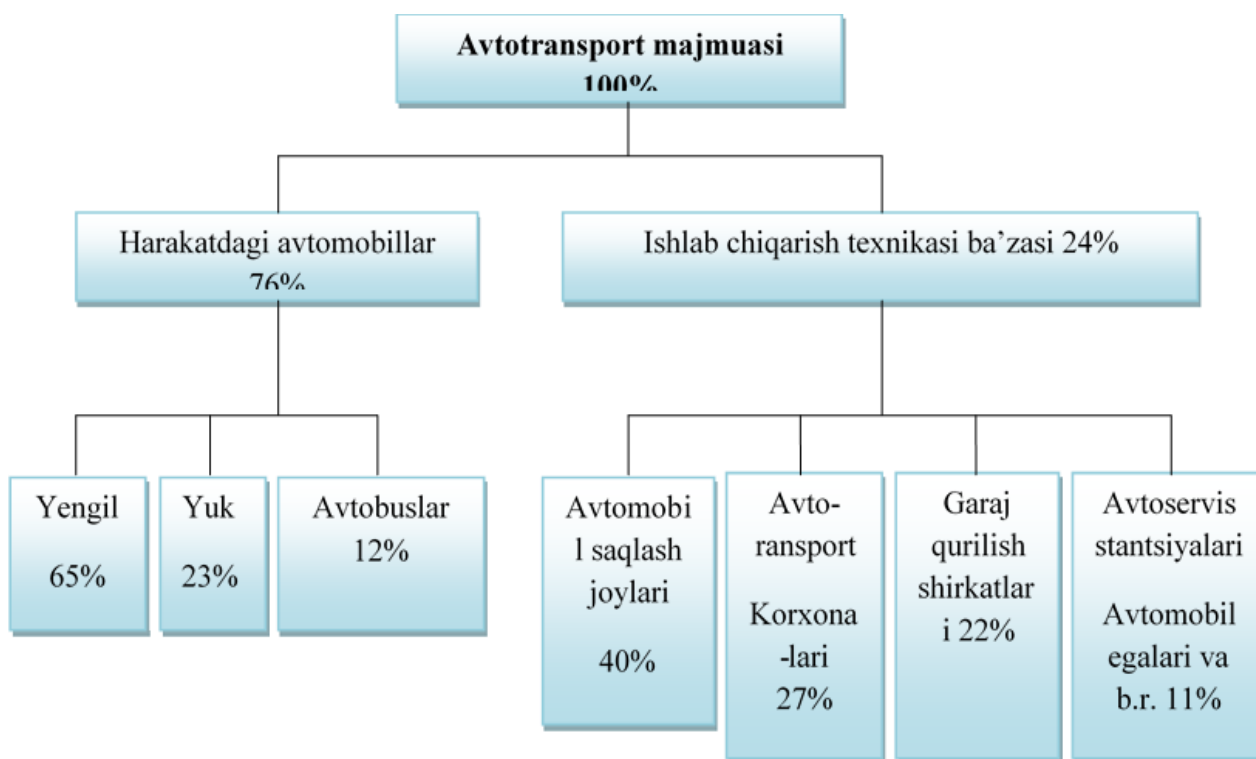 Avtotransport majmuasi
100%
Harakatdagi avtomobillar
76%
Ishlab chiqarish texnikasi ba’zasi 24%
Yengil
65%
Yuk
23%
Avtobuslar
12%
Avtomobi
l saqlash
joylari
40%
Avto-
ransport
Korxona
-lari
27%
Garaj
qurilish
shirkatlar
i 22%
Avtoservis
stantsiyalari
Avtomobil
egalari va
b.r. 11%